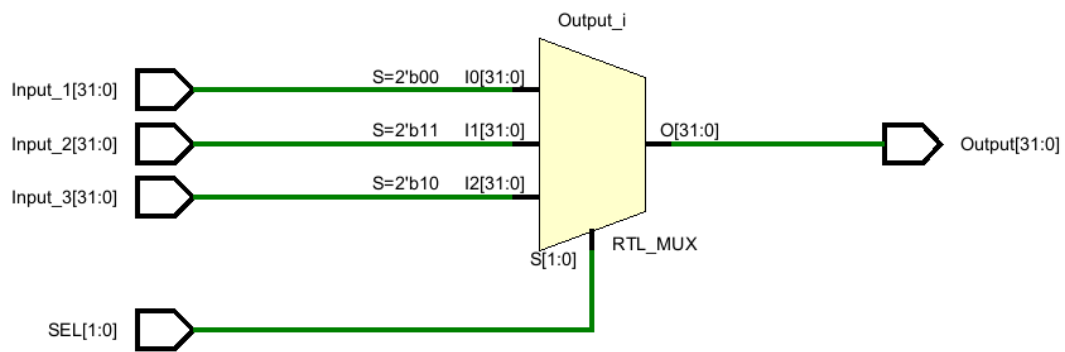 Output_i
Input_1[31:0] S=2'b00 I0[31:0]
Input_2[31:0] S=2'b11 I1[31:0] O[31:0] Output[31:0]
Input_3[31:0] S=2'b10 I2[31:0]
S[1:0] RTL_MUX
SEL[1:0]